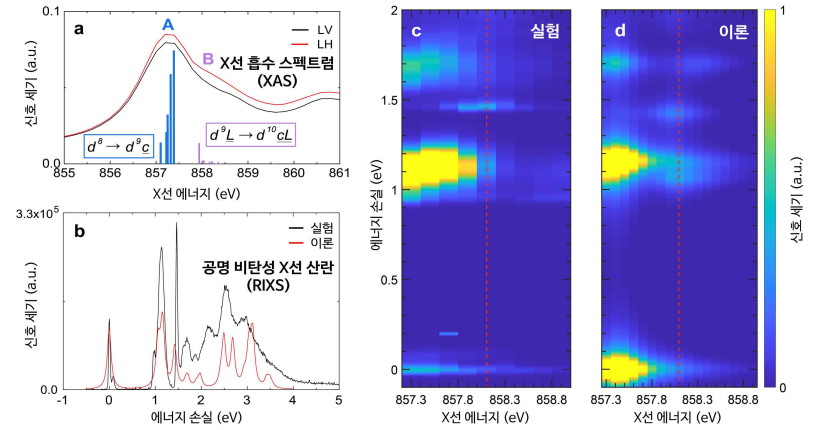 a
A
B
LV
LH
X선 흡수 스펙트럼
(XAS)
d⁸→ d⁹c
d⁹L → d¹⁰cL
신호 세기 (a.u.)
0.1
0.0
855
856
857
858
859
860
861
X선 에너지 (eV)
b
실험
이론
공명 비탄성 X선 산란
(RIXS)
신호 세기 (a.u.)
3.3x10⁵
0.0
-1
0
1
2
3
4
5
에너지 손실 (eV)
c
실험
에너지 손실 (eV)
2
1.5
1
0.5
0
857.3
857.8
858.3
858.8
X선 에너지 (eV)
d
이론
857.3
857.8
858.3
858.8
X선 에너지 (eV)
1
0
신호 세기 (a.u.)